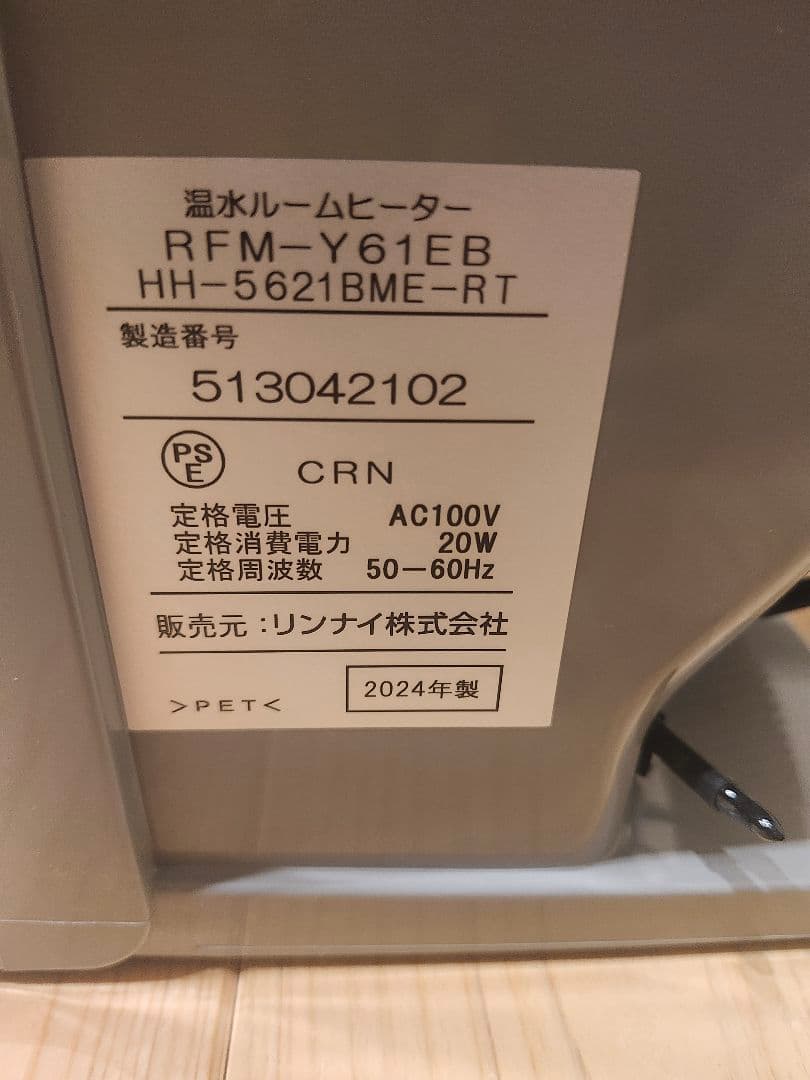 温水ルームヒーター
RFM-Y61EB
HH-5621BME-RT
製造番号
513042102
PSE CRN
定格電圧 AC100V
定格消費電力 20W
定格周波数 50-60Hz
販売元:リンナイ株式会社
>PET< 2024年製